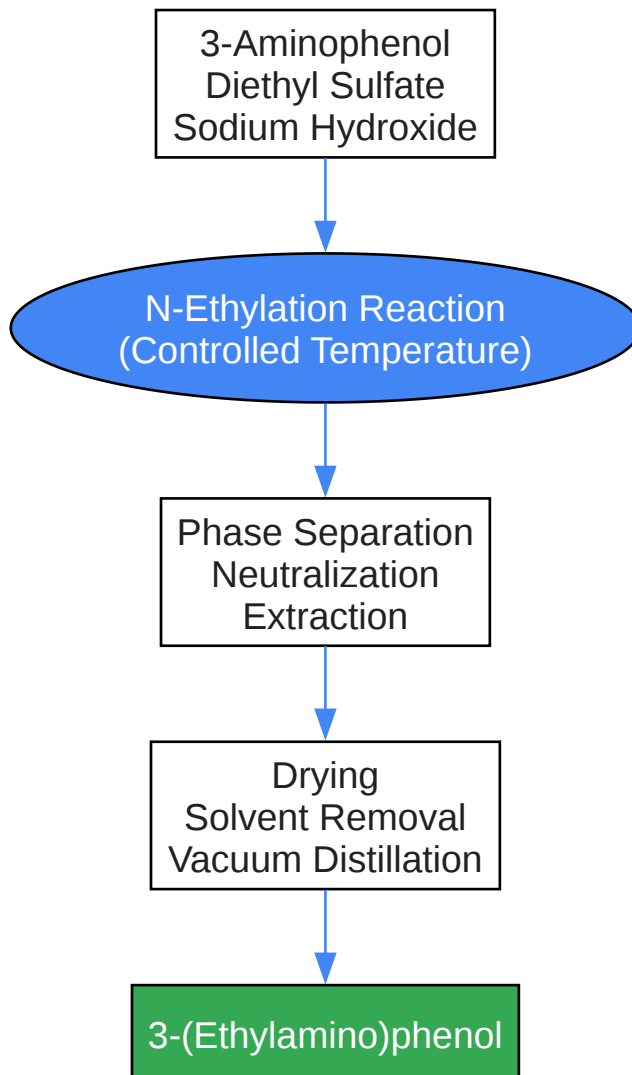 3-Aminophenol
Diethyl Sulfate
Sodium Hydroxide
N-Ethylation Reaction
(Controlled Temperature)
Phase Separation
Neutralization
Extraction
Drying
Solvent Removal
Vacuum Distillation
3-(Ethylamino)phenol